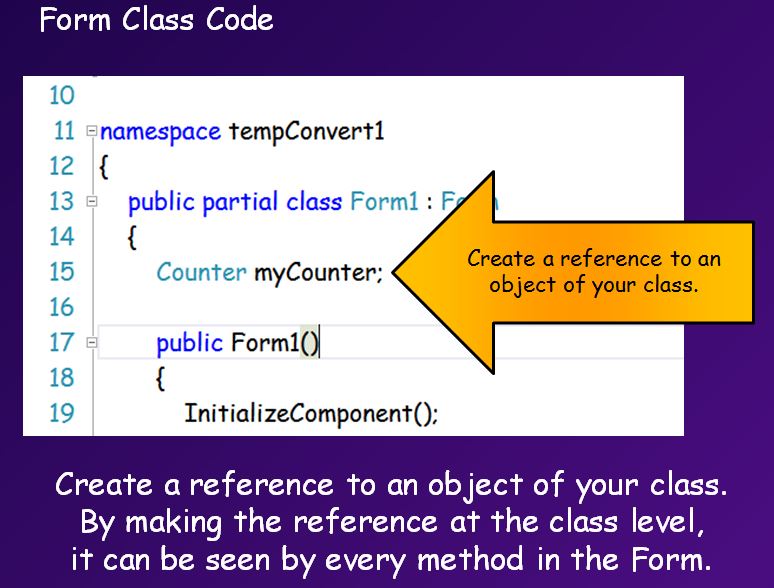 Form Class Code
10
11 namespace tempConvert1
12 {
13 public partial class Form1 : Form
14 {
15 Counter myCounter;
Create a reference to an
object of your class.
16
17 public Form1()
18 {
19 InitializeComponent();
Create a reference to an object of your class.
By making the reference at the class level,
it can be seen by every method in the Form.